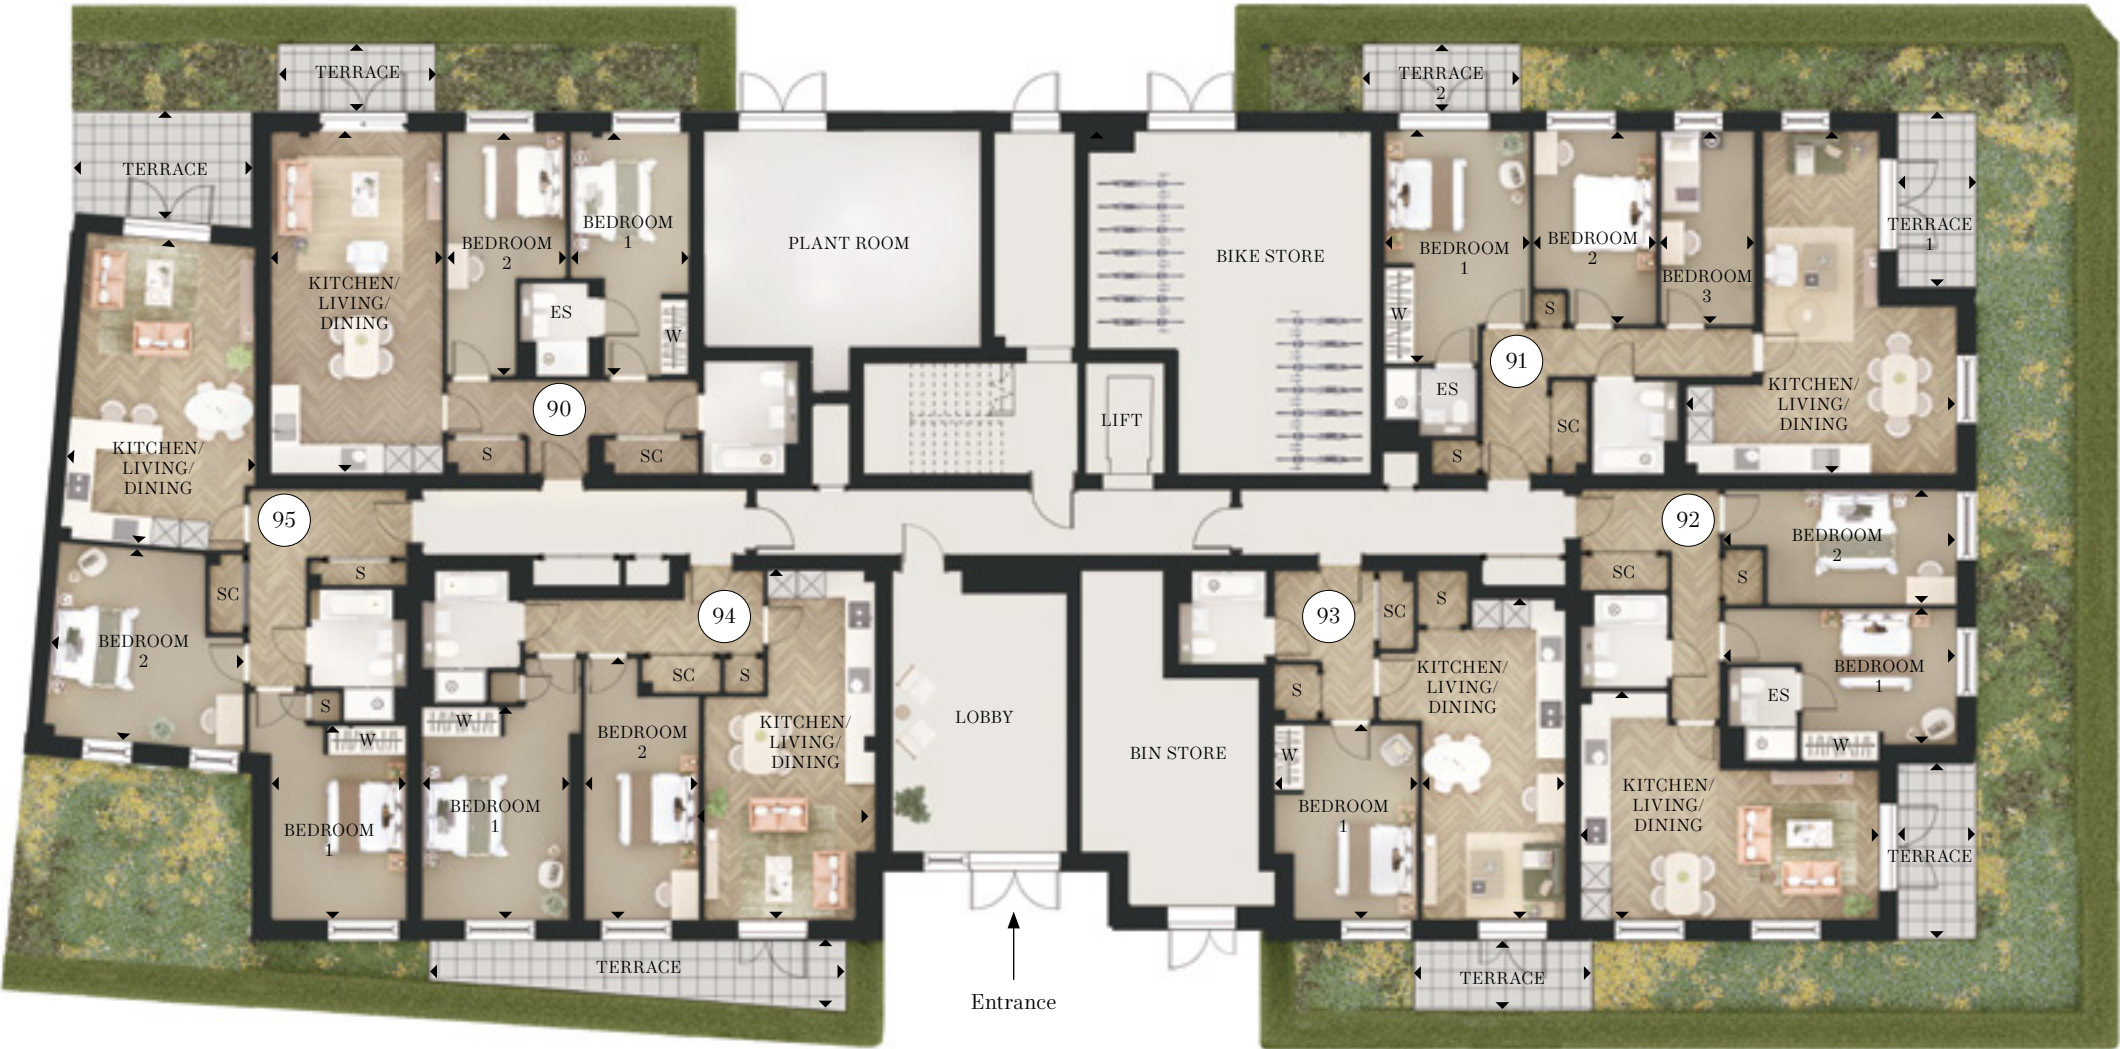 TERRACE
TERRACE
2
TERRACE
KITCHEN/
LIVING/
DINING
BEDROOM
2
BEDROOM
1
ES
W
PLANT ROOM
BIKE STORE
BEDROOM
1
BEDROOM
2
BEDROOM
3
TERRACE
1
W
S
ES
91
SC
S
KITCHEN/
LIVING/
DINING
90
S
SC
LIFT
KITCHEN/
LIVING/
DINING
95
SC
S
BEDROOM
2
S
W
BEDROOM
1
94
SC
S
W
BEDROOM
1
BEDROOM
2
KITCHEN/
LIVING/
DINING
LOBBY
BIN STORE
93
SC
S
S
KITCHEN/
LIVING/
DINING
W
BEDROOM
1
92
SC
S
BEDROOM
2
BEDROOM
1
ES
W
KITCHEN/
LIVING/
DINING
TERRACE
TERRACE
TERRACE
Entrance